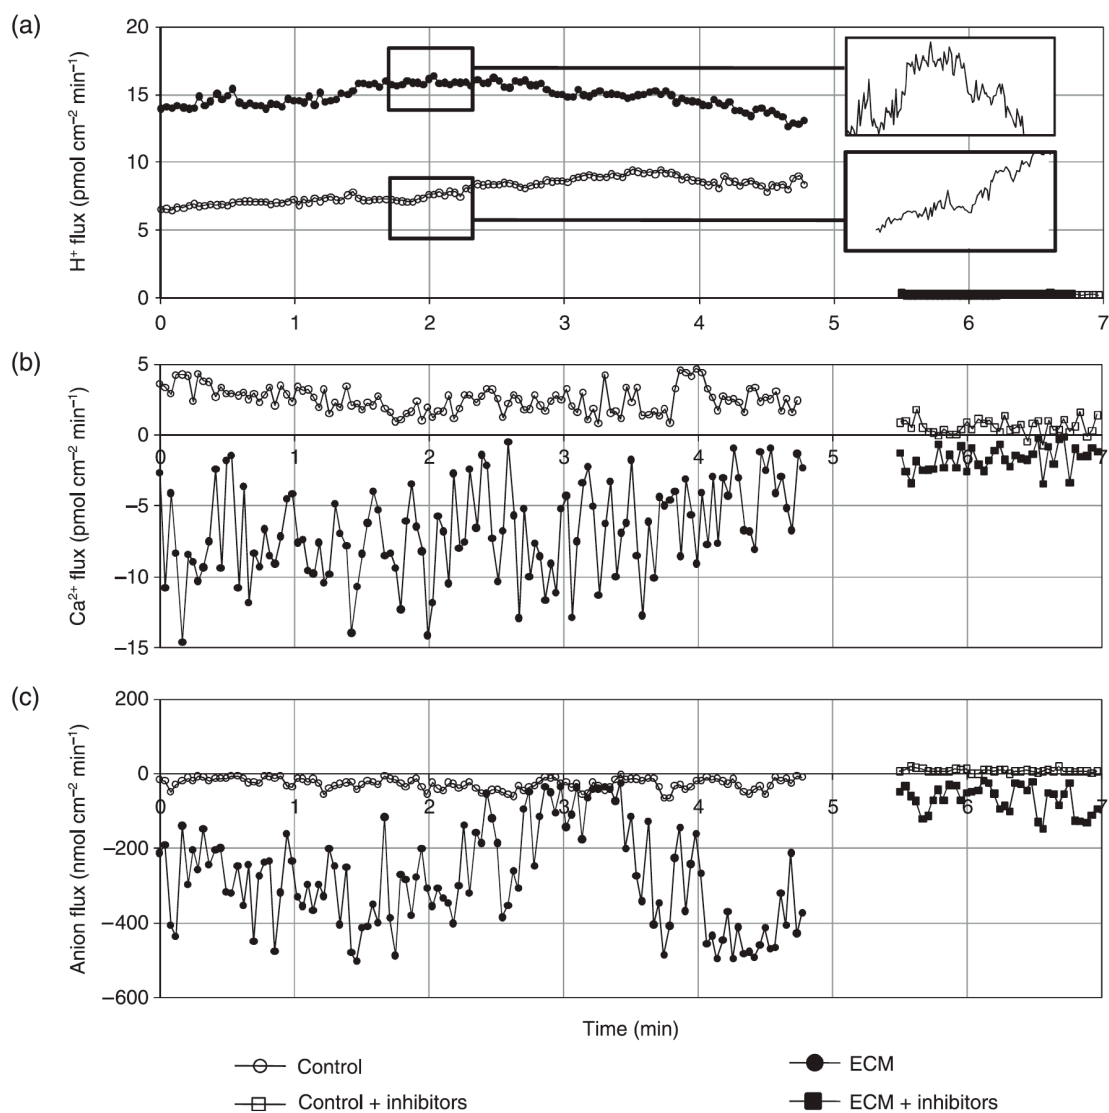 (a)
20
15
10
5
0
H⁺ flux (pmol cm⁻² min⁻¹)
0 1 2 3 4 5 6 7
(b)
5
0
–5
–10
–15
Ca²⁺ flux (pmol cm⁻² min⁻¹)
0 1 2 3 4 5 6 7
(c)
200
0
–200
–400
–600
Anion flux (nmol cm⁻² min⁻¹)
0 1 2 3 4 5 6 7
Time (min)
Control
ECM
Control + inhibitors
ECM + inhibitors